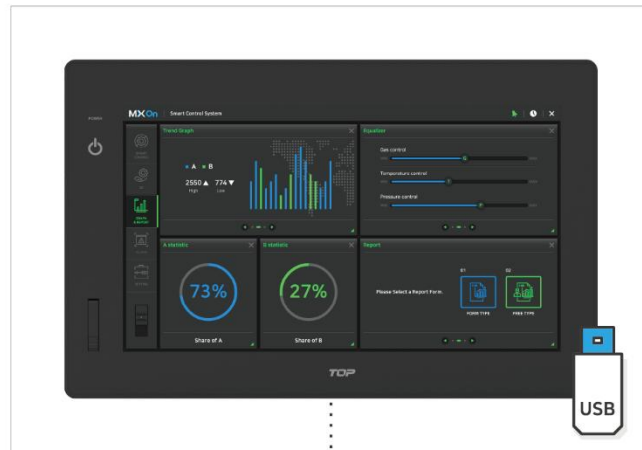 POWER
MXOn Smart Control System
Trend Graph
A B
2550 ▲ 774 ▼
High Low
Equalizer
Gas control
Temperature control
Pressure control
A statistic
73%
Share of A
B statistic
27%
Share of B
Report
Please Select a Report Form.
01 02
FORM TYPE FREE TYPE
TOP
USB